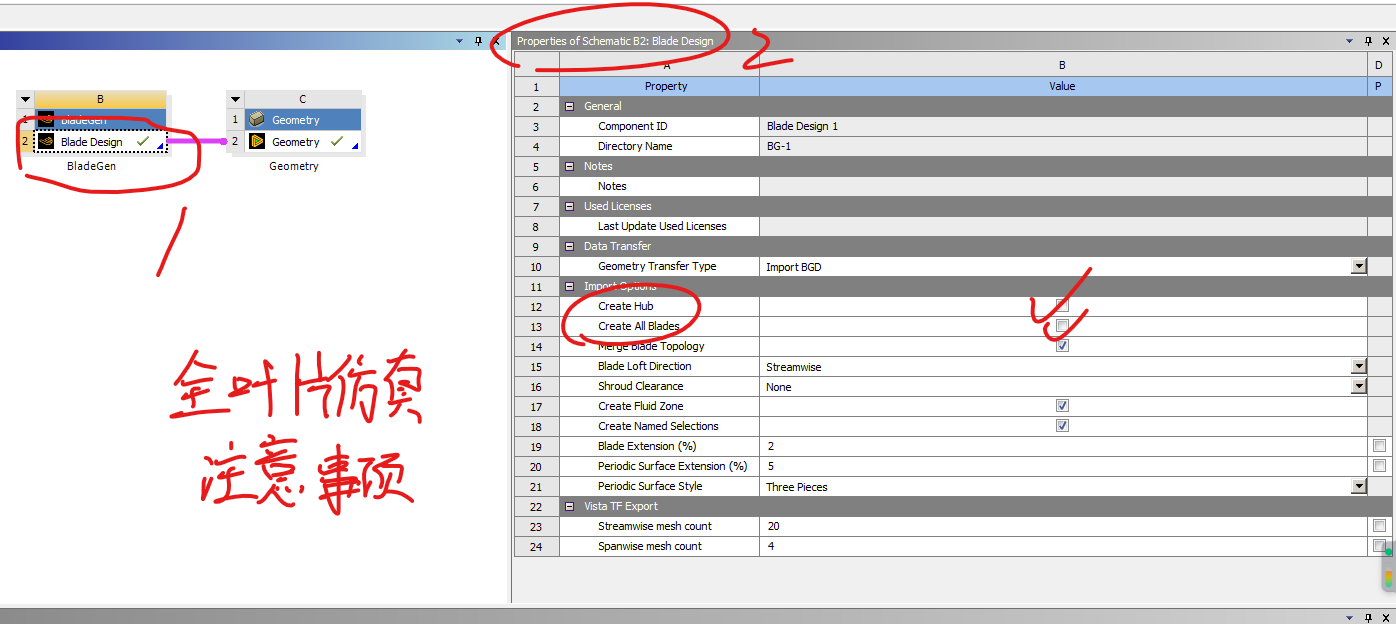 Properties of Schematic B2: Blade Design
2
A B D
1 Property Value P
2 General
3 Component ID Blade Design 1
4 Directory Name BG-1
5 Notes
6 Notes
7 Used Licenses
8 Last Update Used Licenses
9 Data Transfer
10 Geometry Transfer Type Import BGD
11 Import Options
12 Create Hub
13 Create All Blades
14 Merge Blade Topology
15 Blade Loft Direction Streamwise
16 Shroud Clearance None
17 Create Fluid Zone
18 Create Named Selections
19 Blade Extension (%) 2
20 Periodic Surface Extension (%) 5
21 Periodic Surface Style Three Pieces
22 Vista TF Export
23 Streamwise mesh count 20
24 Spanwise mesh count 4
B
1 BladeGen
2 Blade Design
BladeGen
C
1 Geometry
2 Geometry
Geometry
1
全叶片仿真
注意事项